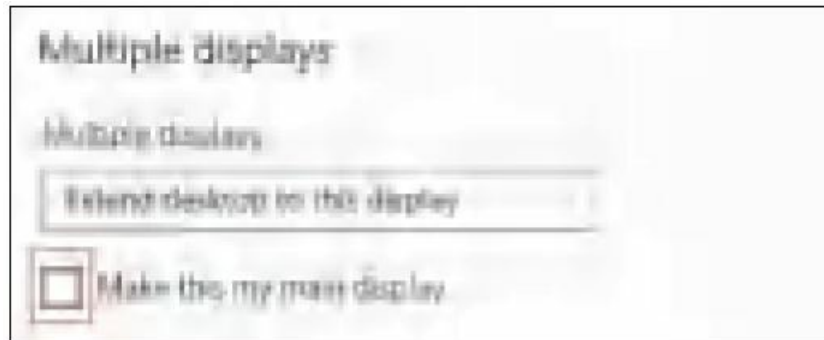 Multiple displays
Multiple displays
Extend desktop to this display
Make this my main display